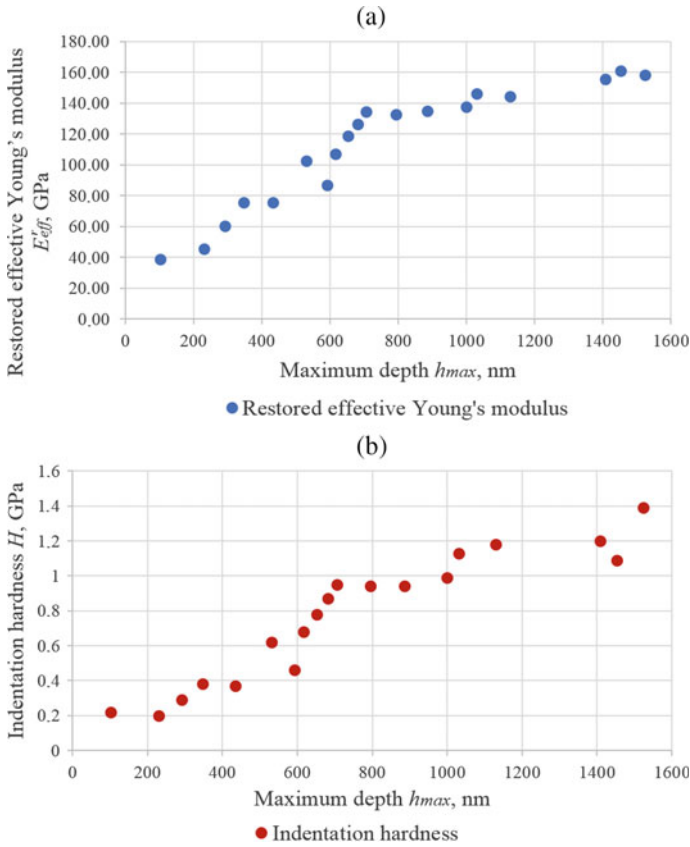 (a)
Restored effective Young's modulus
E^r_eff, GPa
180.00
160.00
140.00
120.00
100.00
80.00
60.00
40.00
20.00
0.00
0 200 400 600 800 1000 1200 1400 1600
Maximum depth hmax, nm
Restored effective Young's modulus
(b)
Indentation hardness H, GPa
1.6
1.4
1.2
1
0.8
0.6
0.4
0.2
0
0 200 400 600 800 1000 1200 1400 1600
Maximum depth hmax, nm
Indentation hardness